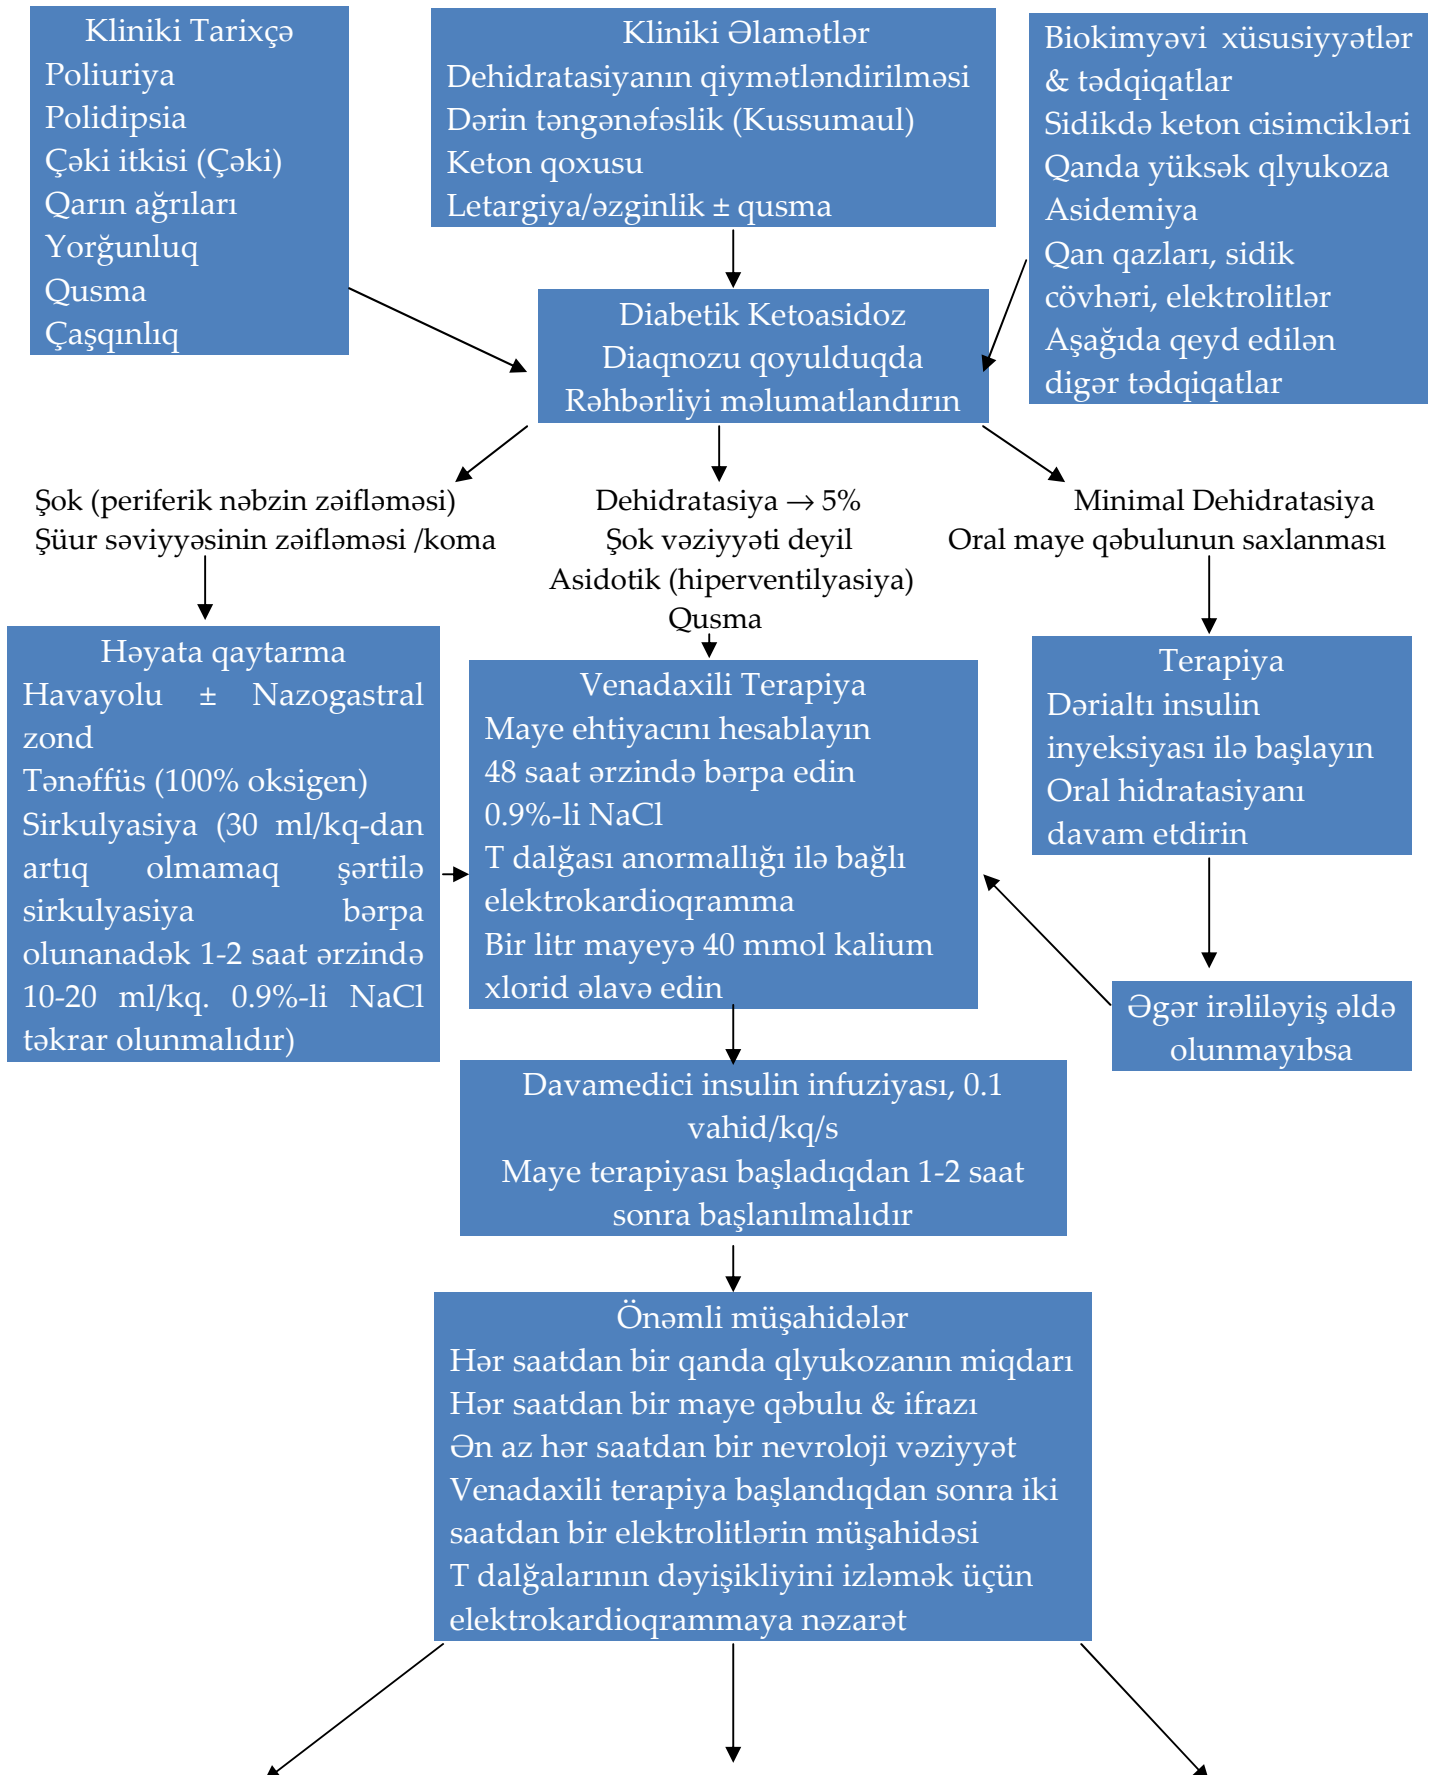 Kliniki Tarixçə
Poliuriya
Polidipsia
Çəki itkisi (Çəki)
Qarın ağrıları
Yorğunluq
Qusma
Çaşqınlıq
Kliniki Əlamətlər
Dehidratasiyanın qiymətləndirilməsi
Dərin təngənəfəslik (Kussumaul)
Keton qoxusu
Letargiya/əzginlik ± qusma
Biokimyəvi xüsusiyyətlər
& tədqiqatlar
Sidikdə keton cisimcikləri
Qanda yüksək qlyukoza
Asidemiya
Qan qazları, sidik
cövhəri, elektrolitlər
Aşağıda qeyd edilən
digər tədqiqatlar
Diabetik Ketoasidoz
Diaqnozu qoyulduqda
Rəhbərliyi məlumatlandırın
Şok (periferik nəbzin zəifləməsi)
Şüur səviyyəsinin zəifləməsi /koma
Dehidratasiya → 5%
Şok vəziyyəti deyil
Asidotik (hiperventilyasiya)
Qusma
Minimal Dehidratasiya
Oral maye qəbulunun saxlanması
Həyata qaytarma
Havayolu ± Nazogastral
zond
Tənəffüs (100% oksigen)
Sirkulyasiya (30 ml/kq-dan
artıq olmamaq şərtilə
sirkulyasiya bərpa
olunanadək 1-2 saat ərzində
10-20 ml/kq. 0.9%-li NaCl
təkrar olunmalıdır)
Venadaxili Terapiya
Maye ehtiyacını hesablayın
48 saat ərzində bərpa edin
0.9%-li NaCl
T dalğası anormallığı ilə bağlı
elektrokardioqramma
Bir litr mayeyə 40 mmol kalium
xlorid əlavə edin
Terapiya
Dərialtı insulin
inyeksiyası ilə başlayın
Oral hidratasiyanı
davam etdirin
Əgər irəliləyiş əldə
olunmayıbsa
Davamedici insulin infuziyası, 0.1
vahid/kq/s
Maye terapiyası başladıqdan 1-2 saat
sonra başlanılmalıdır
Önəmli müşahidələr
Hər saatdan bir qanda qlyukozanın miqdarı
Hər saatdan bir maye qəbulu & ifrazı
Ən az hər saatdan bir nevroloji vəziyyət
Venadaxili terapiya başlandıqdan sonra iki
saatdan bir elektrolitlərin müşahidəsi
T dalğalarının dəyişikliyini izləmək üçün
elektrokardioqrammaya nəzarət